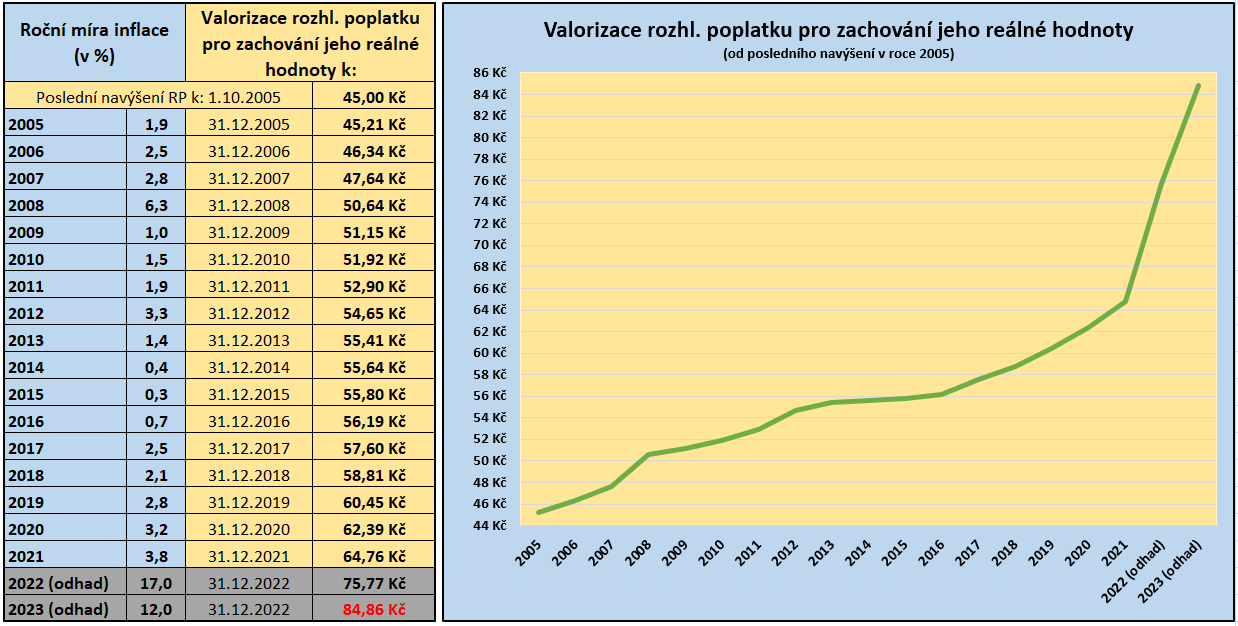 Roční míra inflace
(v %)
Valorizace rozhl. poplatku
pro zachování jeho reálné
hodnoty k:
Poslední navýšení RP k: 1.10.2005 45,00 Kč
2005 1,9 31.12.2005 45,21 Kč
2006 2,5 31.12.2006 46,34 Kč
2007 2,8 31.12.2007 47,64 Kč
2008 6,3 31.12.2008 50,64 Kč
2009 1,0 31.12.2009 51,15 Kč
2010 1,5 31.12.2010 51,92 Kč
2011 1,9 31.12.2011 52,90 Kč
2012 3,3 31.12.2012 54,65 Kč
2013 1,4 31.12.2013 55,41 Kč
2014 0,4 31.12.2014 55,64 Kč
2015 0,3 31.12.2015 55,80 Kč
2016 0,7 31.12.2016 56,19 Kč
2017 2,5 31.12.2017 57,60 Kč
2018 2,1 31.12.2018 58,81 Kč
2019 2,8 31.12.2019 60,45 Kč
2020 3,2 31.12.2020 62,39 Kč
2021 3,8 31.12.2021 64,76 Kč
2022 (odhad) 17,0 31.12.2022 75,77 Kč
2023 (odhad) 12,0 31.12.2022 84,86 Kč
Valorizace rozhl. poplatku pro zachování jeho reálné hodnoty
(od posledního navýšení v roce 2005)
86 Kč
84 Kč
82 Kč
80 Kč
78 Kč
76 Kč
74 Kč
72 Kč
70 Kč
68 Kč
66 Kč
64 Kč
62 Kč
60 Kč
58 Kč
56 Kč
54 Kč
52 Kč
50 Kč
48 Kč
46 Kč
44 Kč
2005
2006
2007
2008
2009
2010
2011
2012
2013
2014
2015
2016
2017
2018
2019
2020
2021
2022 (odhad)
2023 (odhad)